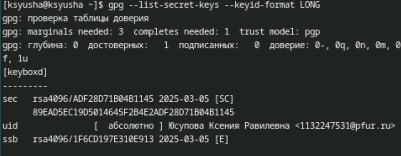 [ksyusha@ksyusha ~]$ gpg --list-secret-keys --keyid-format LONG
gpg: проверка таблицы доверия
gpg: marginals needed: 3  completes needed: 1  trust model: pgp
gpg: глубина: 0  достоверных:   1  подписанных:   0  доверие: 0-, 0q, 0n, 0m, 0
f, 1u
[keyboxd]
---------
sec   rsa4096/ADF28D71B04B1145 2025-03-05 [SC]
      89EAD5EC19D5014645F2B4E2ADF28D71B04B1145
uid              [  абсолютно ] Юсупова Ксения Равилевна <1132247531@pfur.ru>
ssb   rsa4096/1F6CD197E310E913 2025-03-05 [E]